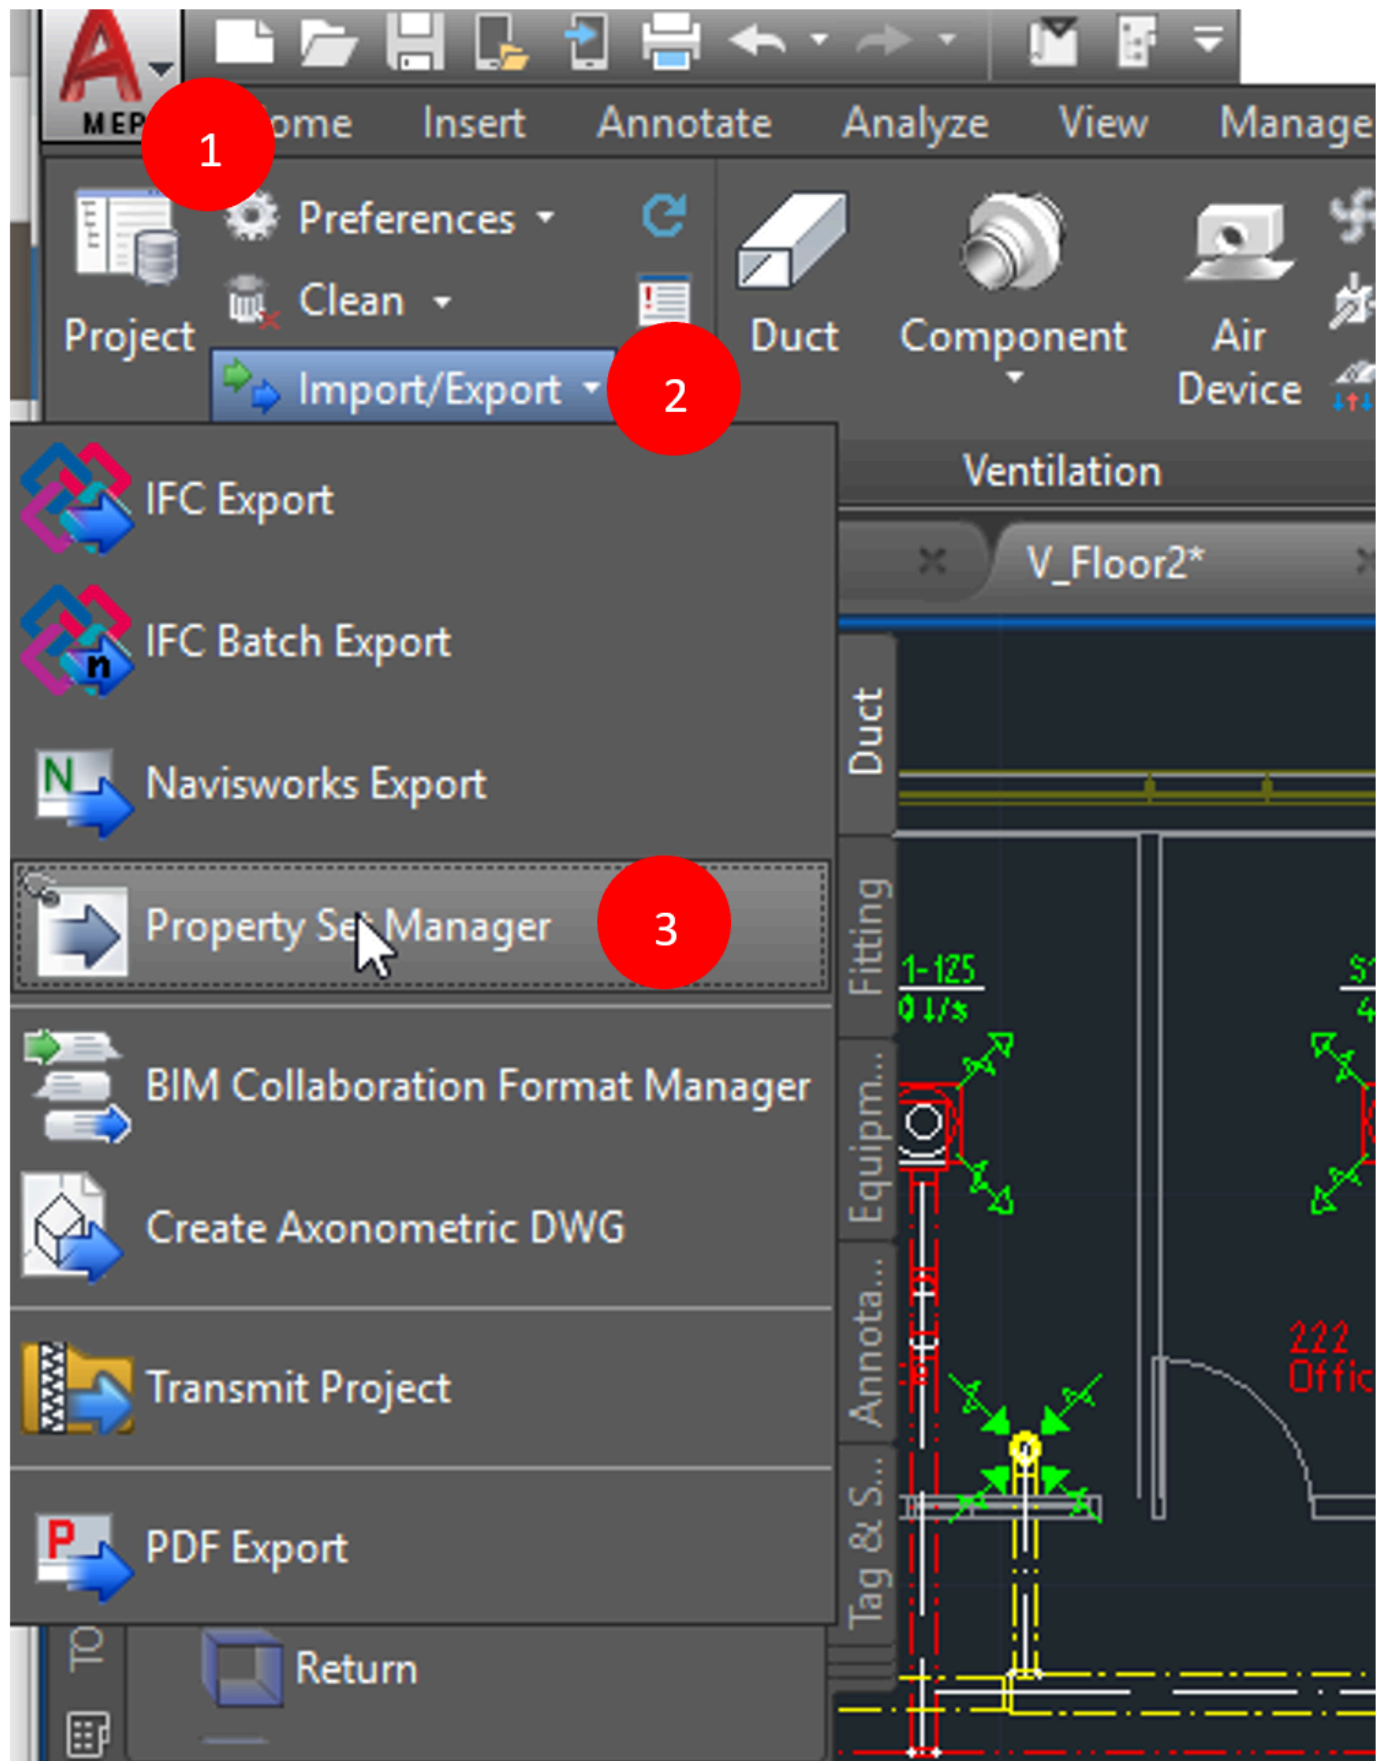 MEP
1
ome
Insert
Annotate
Analyze
View
Manage
Preferences
Clean
Project
Import/Export
2
Duct
Component
Air
Device
Ventilation
IFC Export
V_Floor2*
IFC Batch Export
Navisworks Export
Property Set Manager
3
BIM Collaboration Format Manager
Create Axonometric DWG
Transmit Project
PDF Export
Return
Duct
Fitting
Equipm...
Annota...
Tag & S...
1-125
l/s
222
Offic
TO